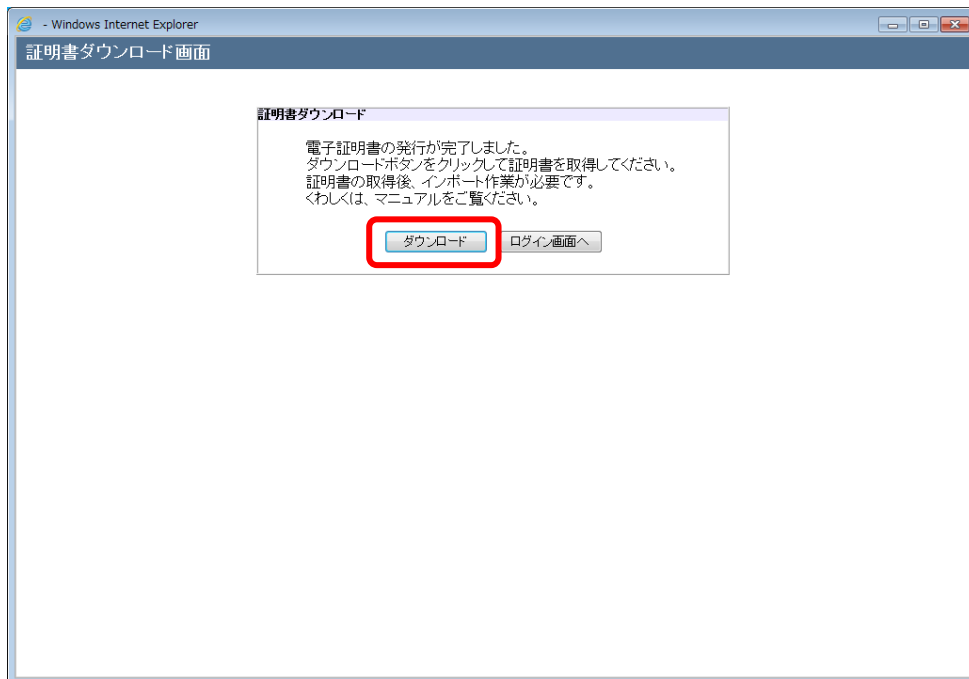 - Windows Internet Explorer
証明書ダウンロード画面
証明書ダウンロード
電子証明書の発行が完了しました。
ダウンロードボタンをクリックして証明書を取得してください。
証明書の取得後、インポート作業が必要です。
くわしくは、マニュアルをご覧ください。
ダウンロード ログイン画面へ